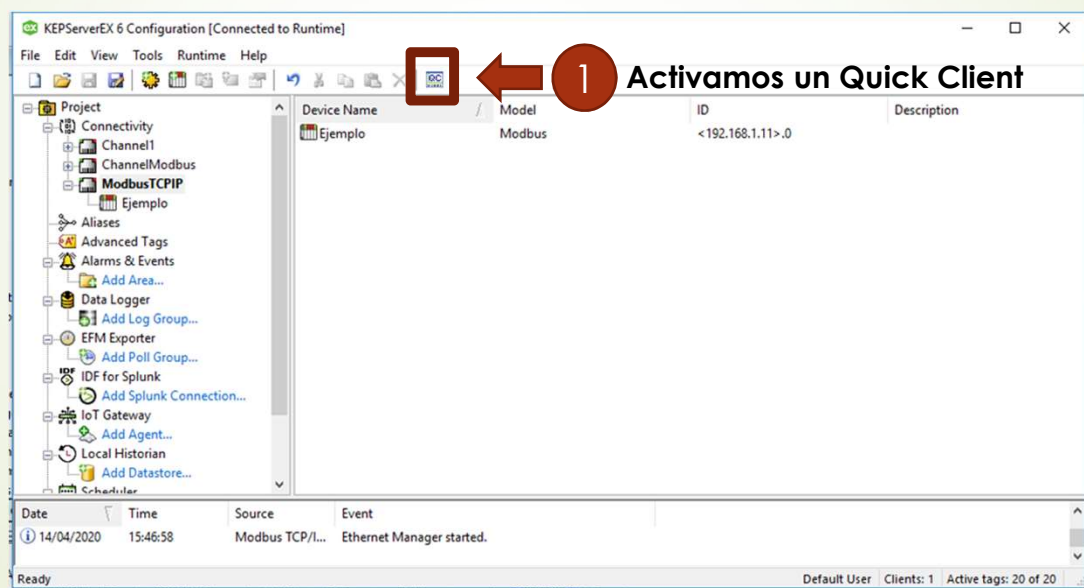 KEPServerEX 6 Configuration [Connected to Runtime]
File Edit View Tools Runtime Help
QC
1 Activamos un Quick Client
Project
Connectivity
Channel1
ChannelModbus
ModbusTCPIP
Ejemplo
Aliases
Advanced Tags
Alarms & Events
Add Area...
Data Logger
Add Log Group...
EFM Exporter
Add Poll Group...
IDF for Splunk
Add Splunk Connection...
IoT Gateway
Add Agent...
Local Historian
Add Datastore...
Scheduler
Device Name Model ID Description
Ejemplo Modbus <192.168.1.11>.0
Date Time Source Event
14/04/2020 15:46:58 Modbus TCP/I... Ethernet Manager started.
Ready Default User Clients: 1 Active tags: 20 of 20